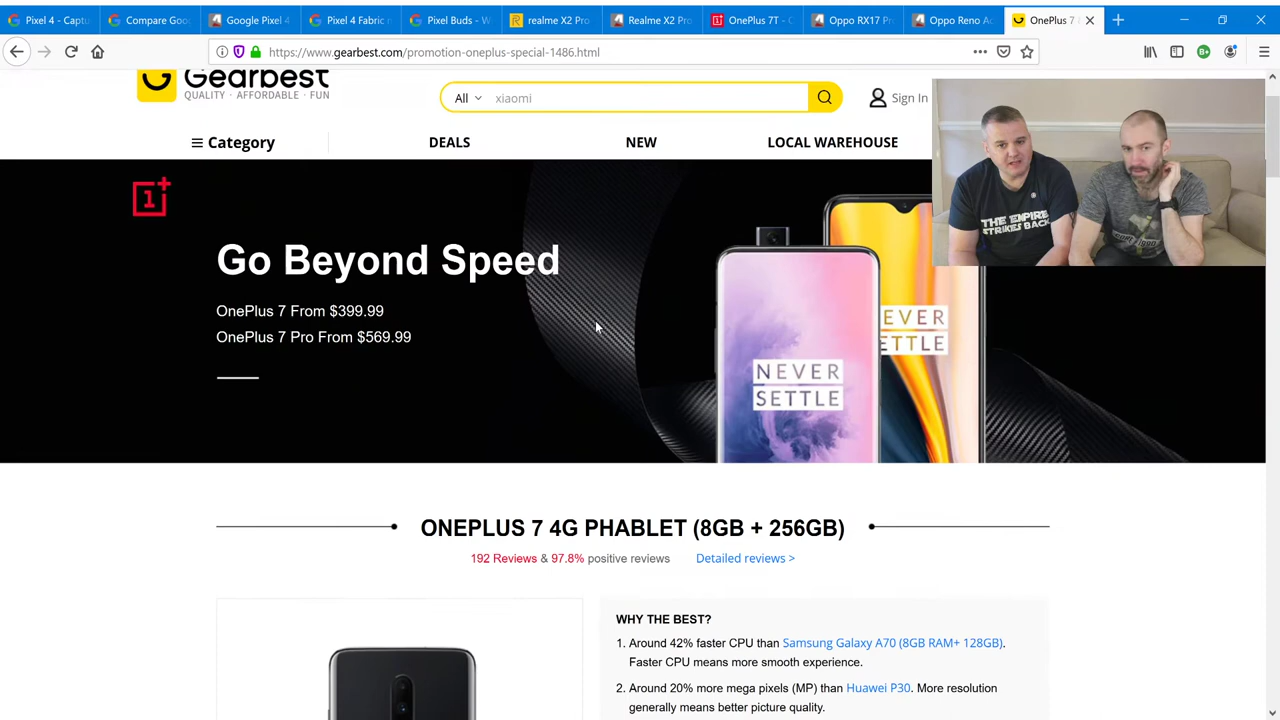 Pixel 4 - Captu
Compare Goo
Google Pixel 4
Pixel 4 Fabric
Pixel Buds - W
realme X2 Pro
Realme X2 Pro
OnePlus 7T - C
Oppo RX17 Pr
Oppo Reno Ac
OnePlus 7
https://www.gearbest.com/promotion-oneplus-special-1486.html
Gearbest
QUALITY · AFFORDABLE · FUN
All
xiaomi
Sign In
Category
DEALS
NEW
LOCAL WAREHOUSE
THE EMPIRE
STRIKES BACK
1+
Go Beyond Speed
OnePlus 7 From $399.99
OnePlus 7 Pro From $569.99
NEVER
SETTLE
EVER
ETTLE
ONEPLUS 7 4G PHABLET (8GB + 256GB)
192 Reviews & 97.8% positive reviews Detailed reviews >
WHY THE BEST?
1. Around 42% faster CPU than Samsung Galaxy A70 (8GB RAM+ 128GB).
Faster CPU means more smooth experience.
2. Around 20% more mega pixels (MP) than Huawei P30. More resolution
generally means better picture quality.